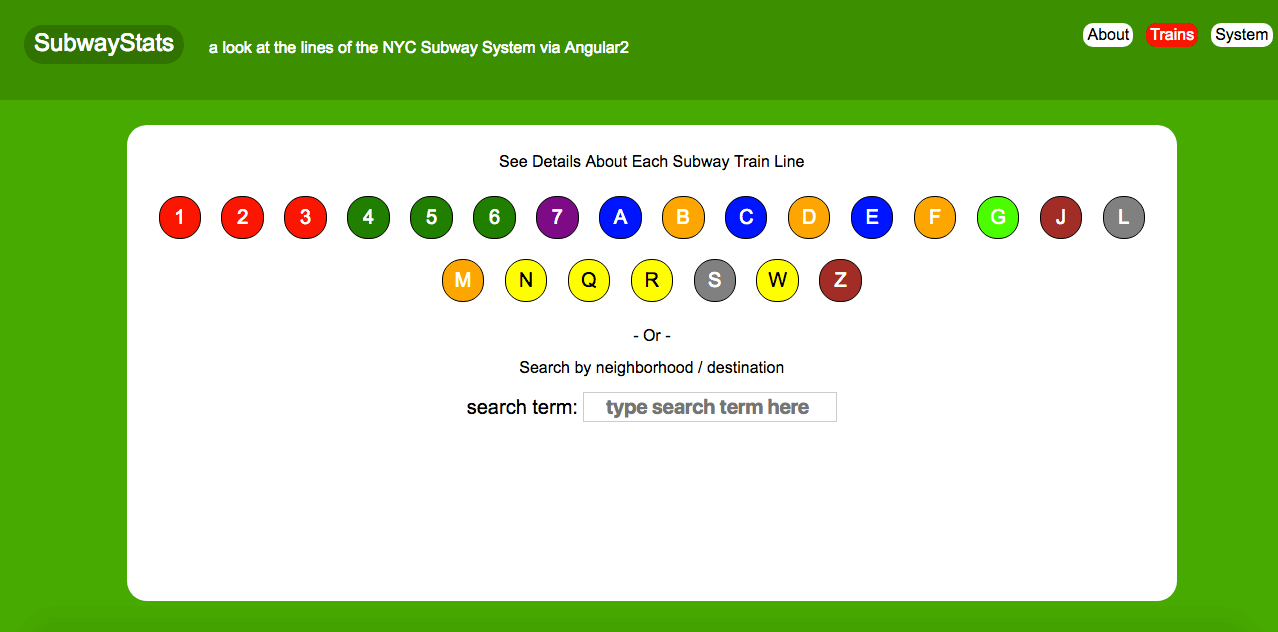 SubwayStats a look at the lines of the NYC Subway System via Angular2 About Trains System
See Details About Each Subway Train Line
1 2 3 4 5 6 7 A B C D E F G J L
M N Q R S W Z
- Or -
Search by neighborhood / destination
search term: type search term here